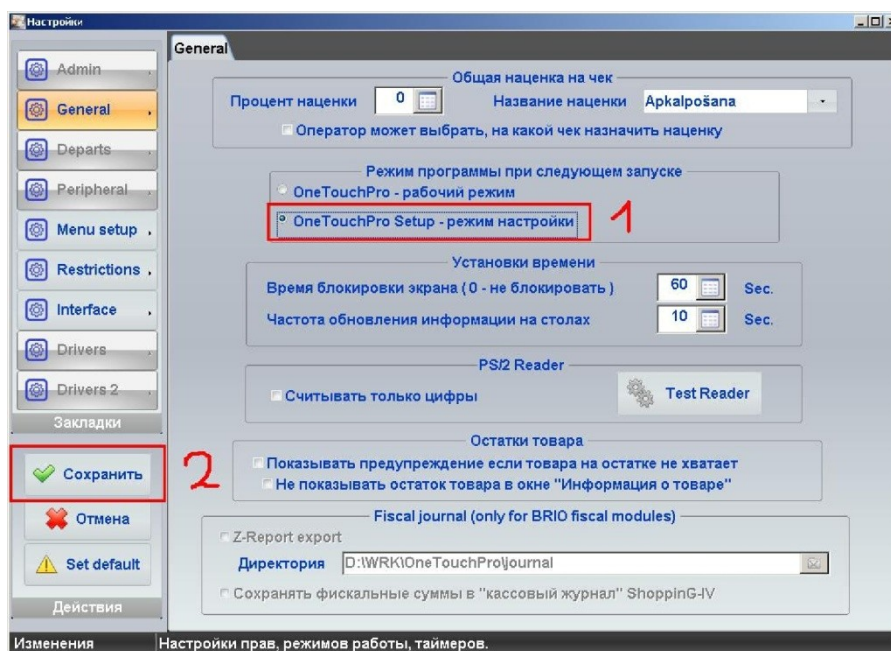 Настройки
General
Admin
General
Departs
Peripheral
Menu setup
Restrictions
Interface
Drivers
Drivers 2
Закладки
Сохранить
2
Отмена
Set default
Действия
Общая наценка на чек
Процент наценки 0 Название наценки Apkalpošana
Оператор может выбрать, на какой чек назначить наценку
Режим программы при следующем запуске
OneTouchPro - рабочий режим
OneTouchPro Setup - режим настройки 1
Установки времени
Время блокировки экрана ( 0 - не блокировать ) 60 Sec.
Частота обновления информации на столах 10 Sec.
PS/2 Reader
Считывать только цифры Test Reader
Остатки товара
Показывать предупреждение если товара на остатке не хватает
Не показывать остаток товара в окне "Информация о товаре"
Fiscal journal (only for BRIO fiscal modules)
Z-Report export
Директория D:\WRK\OneTouchPro\journal
Сохранять фискальные суммы в "кассовый журнал" ShoppinG-IV
Изменения Настройки прав, режимов работы, таймеров.